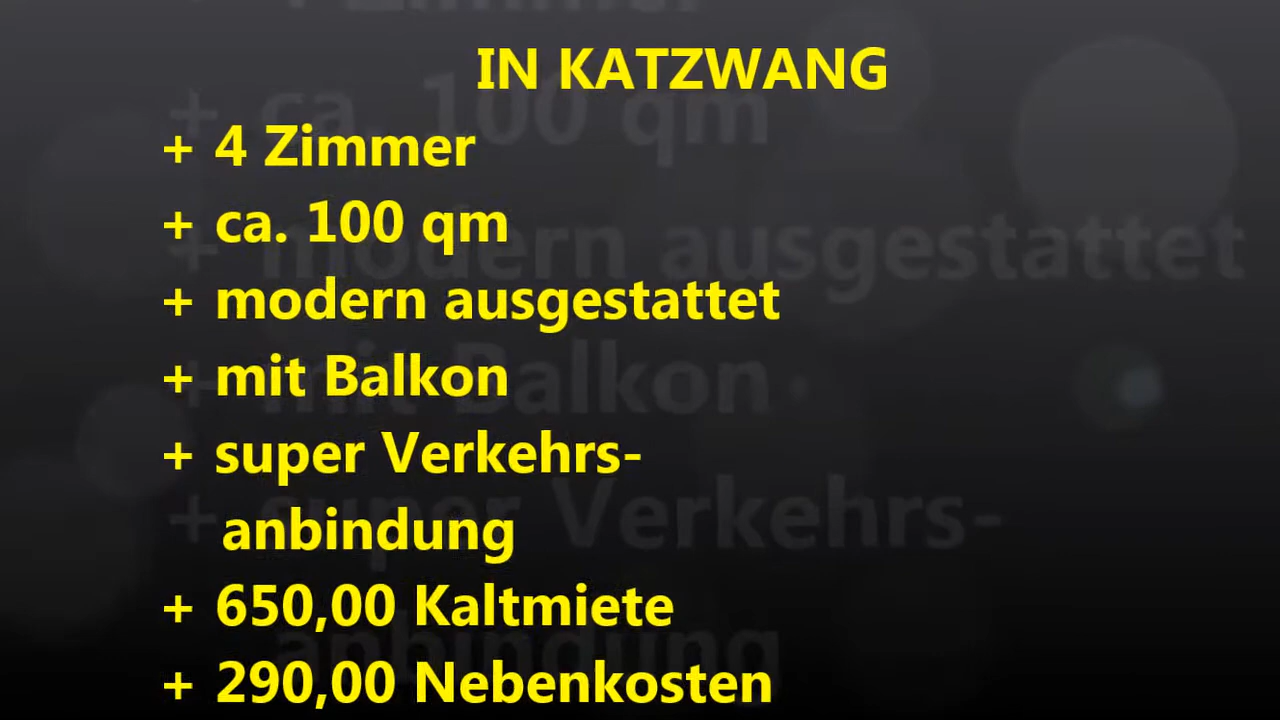 IN KATZWANG
+ 4 Zimmer
+ ca. 100 qm
+ modern ausgestattet
+ mit Balkon
+ super Verkehrs-
anbindung
+ 650,00 Kaltmiete
+ 290,00 Nebenkosten